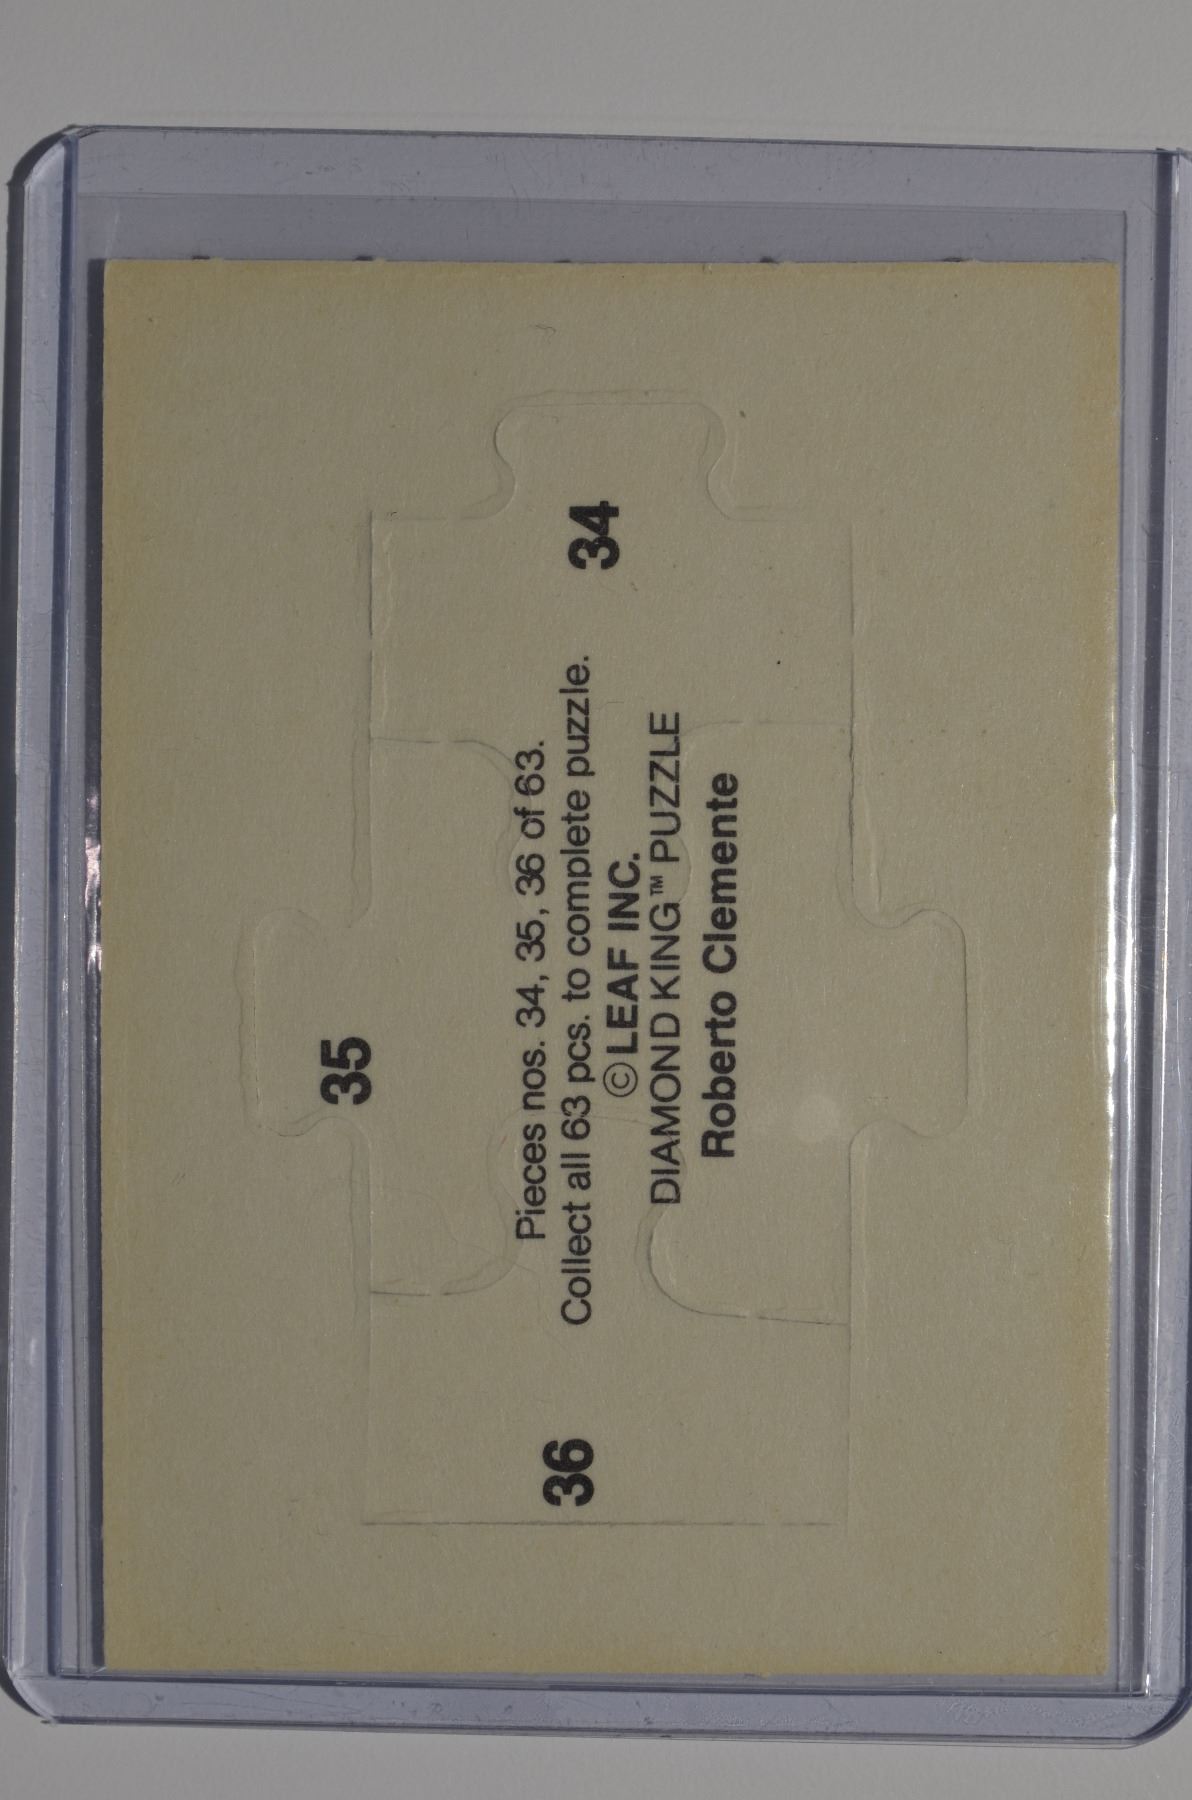 35
Pieces nos. 34, 35, 36 of 63.
Collect all 63 pcs. to complete puzzle.
36
34
© LEAF INC.
DIAMOND KING™ PUZZLE
Roberto Clemente